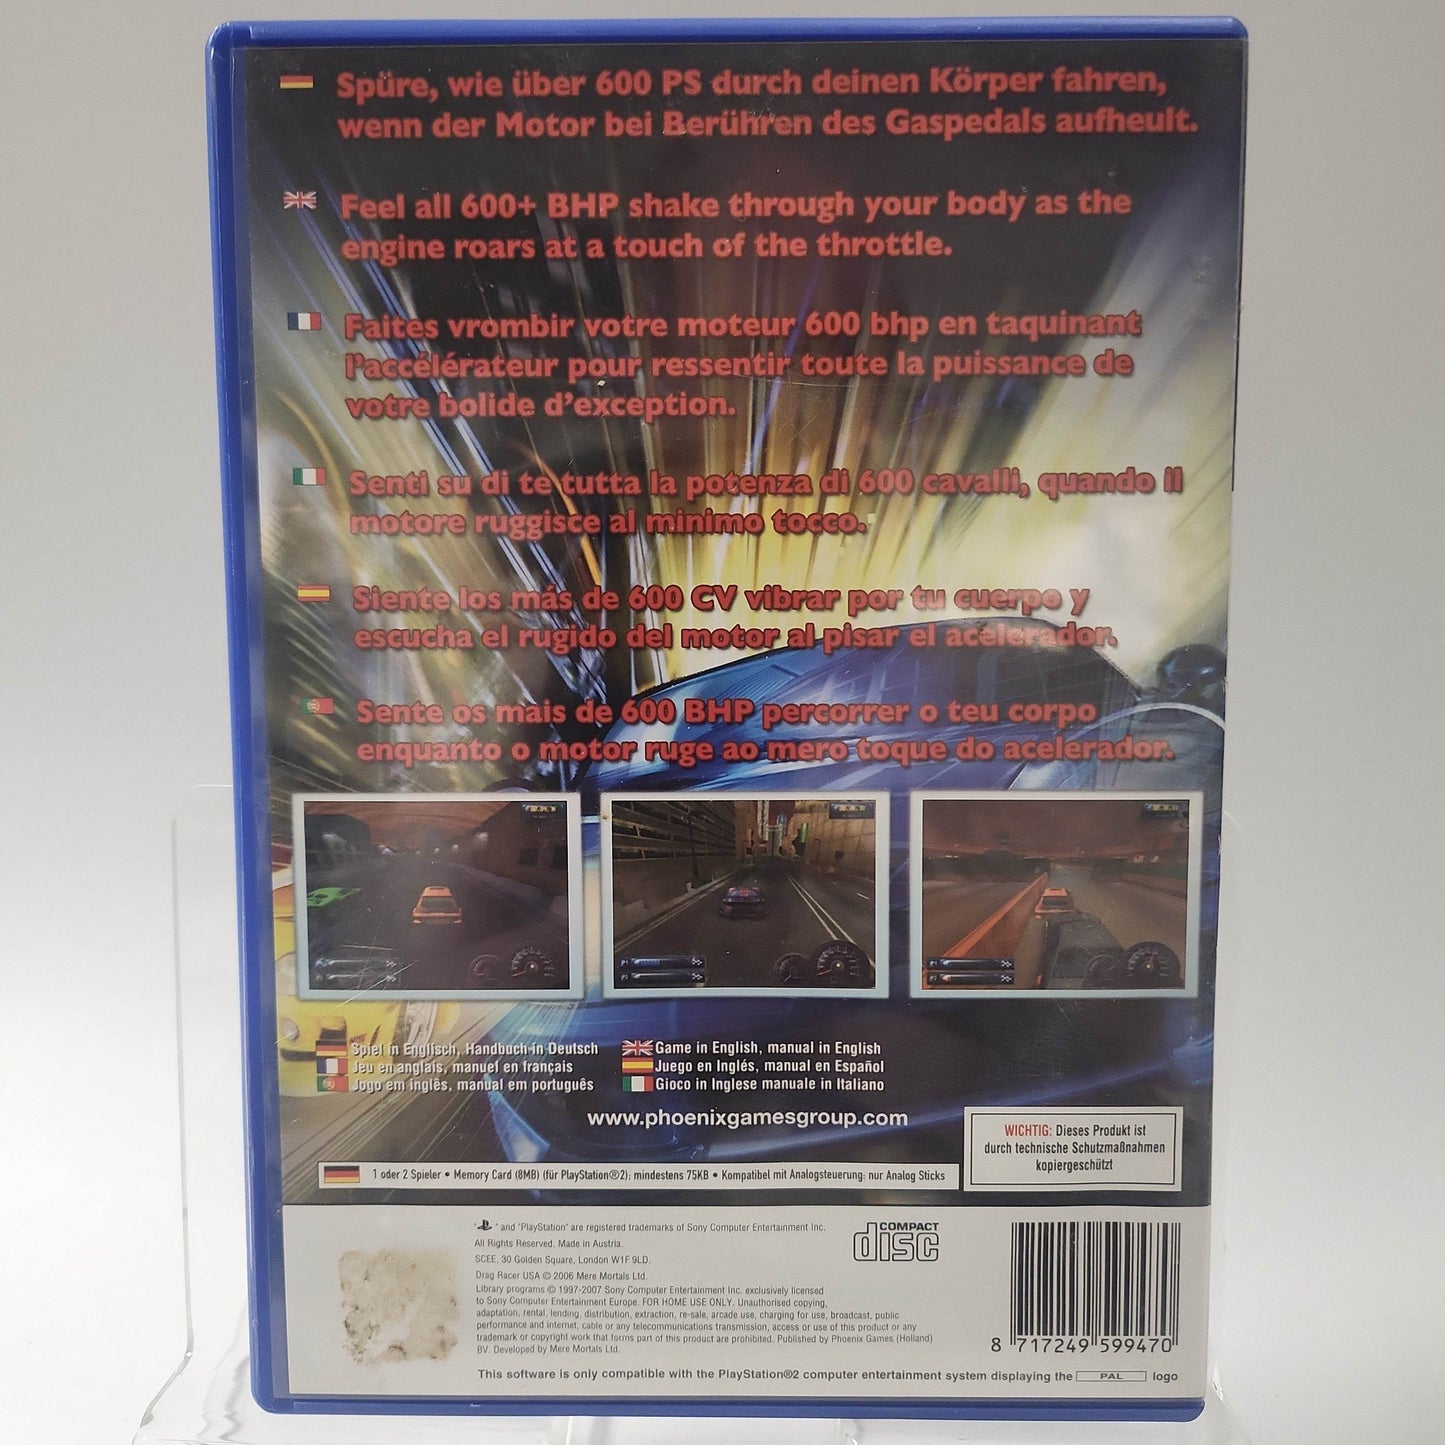 Spüre, wie über 600 PS durch deinen Körper fahren,
wenn der Motor bei Berühren des Gaspedals aufheult.
Feel all 600+ BHP shake through your body as the
engine roars at a touch of the throttle.
Faites vrombir votre moteur 600 bhp en taquinant
l'accélérateur pour ressentir toute la puissance de
votre bolide d'exception.
Senti su di te tutta la potenza di 600 cavalli, quando il
motore ruggisce al minimo tocco.
Siente los más de 600 CV vibrar por tu cuerpo y
escucha el rugido del motor al pisar el acelerador.
Sente os mais de 600 BHP percorrer o teu corpo
enquanto o motor ruge ao mero toque do acelerador.
Spiel in Englisch, Handbuch in Deutsch
Jeu en anglais, manuel en français
Jogo em inglês, manual em português
Game in English, manual in English
Juego en Inglés, manual en Español
Gioco in Inglese manuale in Italiano
www.phoenixgamesgroup.com
WICHTIG: Dieses Produkt ist
durch technische Schutzmaßnahmen
kopiergeschützt
1 oder 2 Spieler • Memory Card (8MB) (für PlayStation®2): mindestens 75KB • Kompatibel mit Analogsteuerung: nur Analog Sticks
" " and "PlayStation" are registered trademarks of Sony Computer Entertainment Inc.
All Rights Reserved. Made in Austria.
SCEE, 30 Golden Square, London W1F 9LD.
Drag Racer USA © 2006 Mere Mortals Ltd.
Library programs © 1997-2007 Sony Computer Entertainment Inc. exclusively licensed
to Sony Computer Entertainment Europe. FOR HOME USE ONLY. Unauthorised copying,
adaptation, rental, lending, distribution, extraction, re-sale, arcade use, charging for use, broadcast, public
performance and internet, cable or any telecommunications transmission, access or use of this product or any
trademark or copyright work that forms part of this product are prohibited. Published by Phoenix Games (Holland)
BV. Developed by Mere Mortals Ltd.
COMPACT
disc
8 717249 599470
This software is only compatible with the PlayStation®2 computer entertainment system displaying the PAL logo